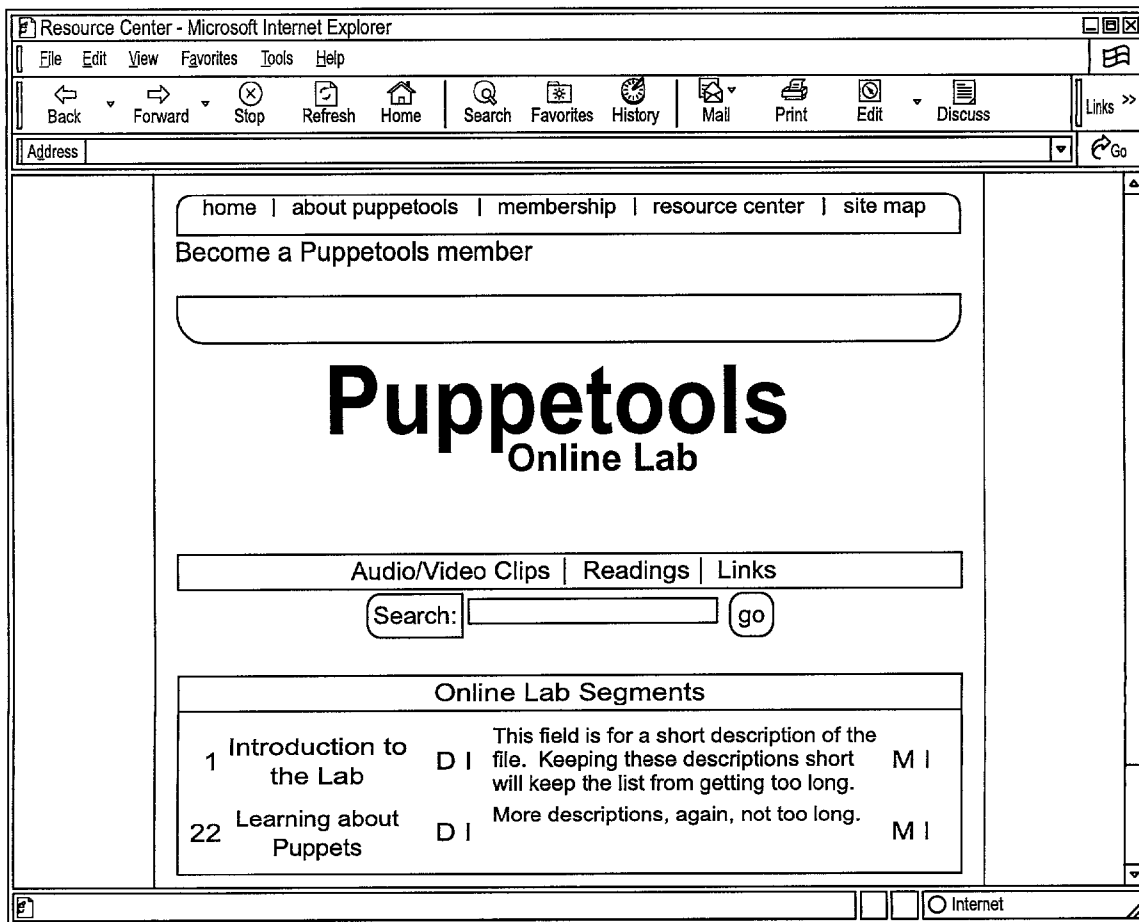 Resource Center - Microsoft Internet Explorer
File Edit View Favorites Tools Help
Back Forward Stop Refresh Home Search Favorites History Mail Print Edit Discuss Links >>
Address Go
home | about puppetools | membership | resource center | site map
Become a Puppetools member
Puppetools
Online Lab
Audio/Video Clips | Readings | Links
Search: go
Online Lab Segments
1 Introduction to the Lab D I This field is for a short description of the
file. Keeping these descriptions short
will keep the list from getting too long. M I
22 Learning about Puppets D I More descriptions, again, not too long. M I
Internet